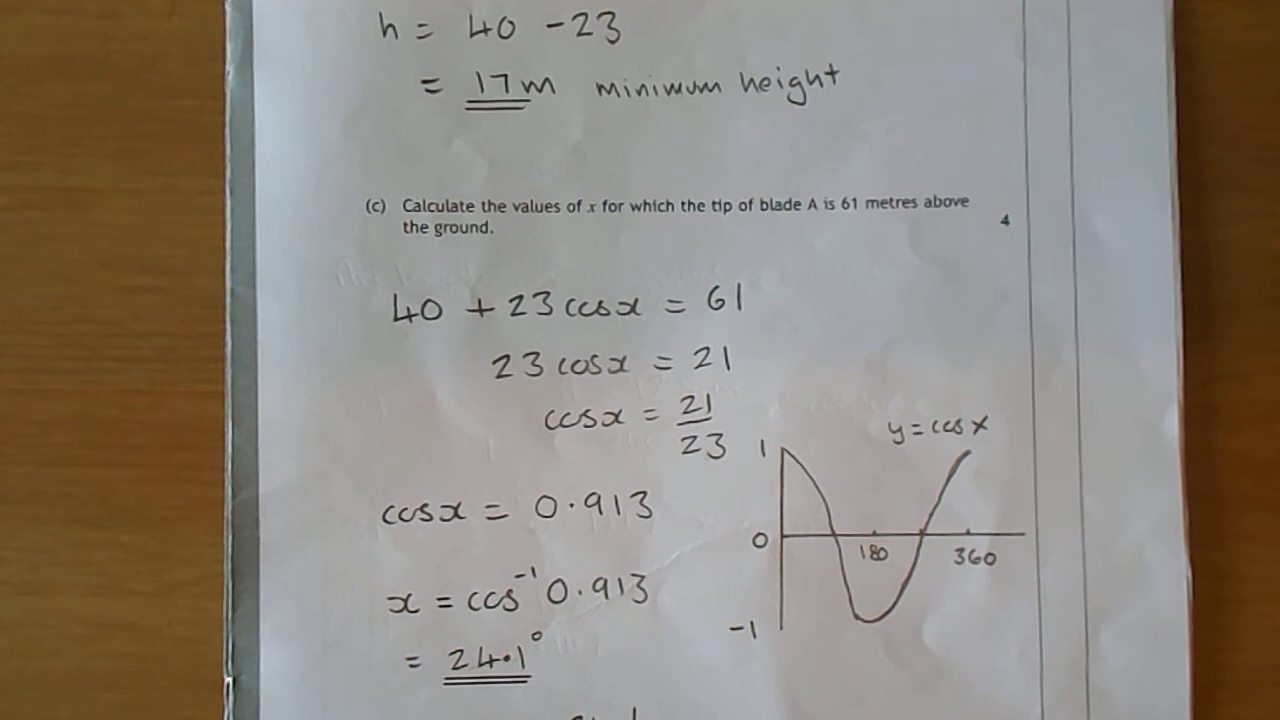 h = 40 - 23
= 17m minimum height
(c) Calculate the values of x for which the tip of blade A is 61 metres above
the ground.
4
40 + 23 cos x = 61
23 cos x = 21
cos x = 21/23
y = cos x
1
cos x = 0.913
0
180
360
x = cos⁻¹ 0.913
-1
= 24.1°